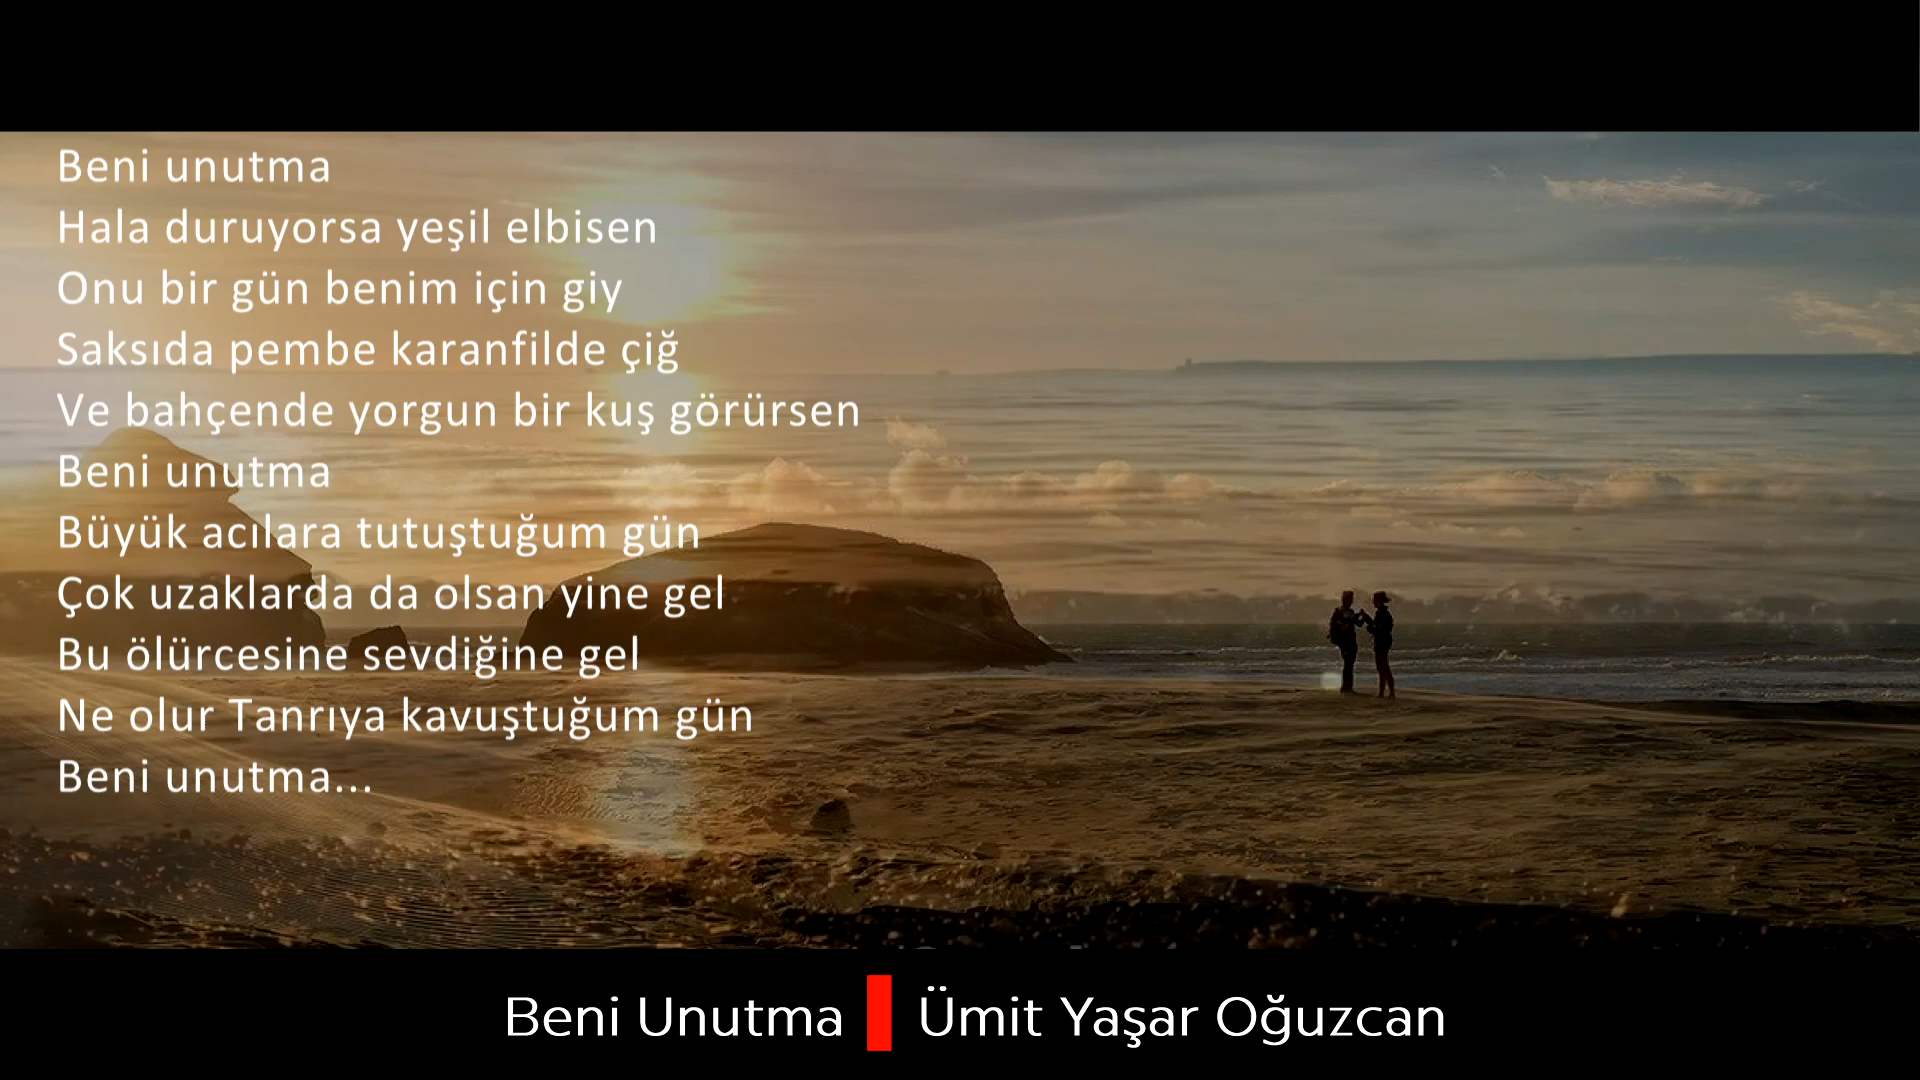 Beni unutma
Hala duruyorsa yeşil elbisen
Onu bir gün benim için giy
Saksıda pembe karanfilde çiğ
Ve bahçende yorgun bir kuş görürsen
Beni unutma
Büyük acılara tutuştuğum gün
Çok uzaklarda da olsan yine gel
Bu ölürcesine sevdiğine gel
Ne olur Tanrıya kavuştuğum gün
Beni unutma...
Beni Unutma Ümit Yaşar Oğuzcan